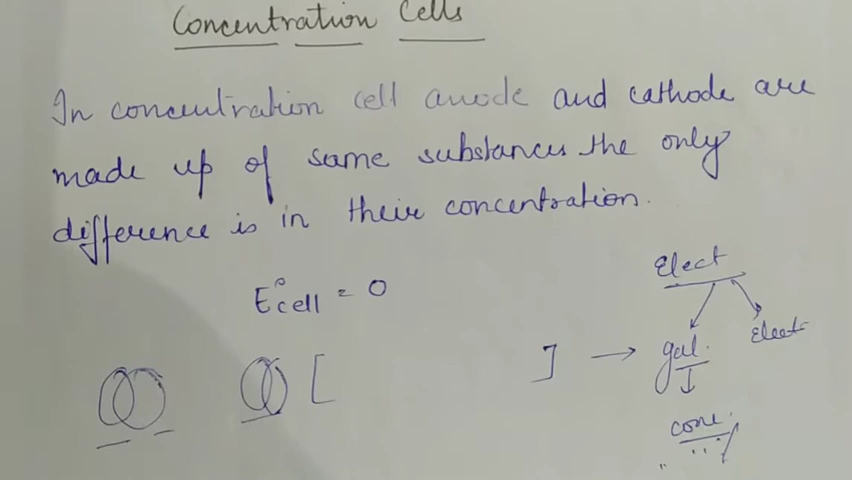 Concentration Cells
In concentration cell anode and cathode are
made up of same substances the only
difference is in their concentration.
E°cell = 0
Elect
[ ] → gal.
Elect
conc.